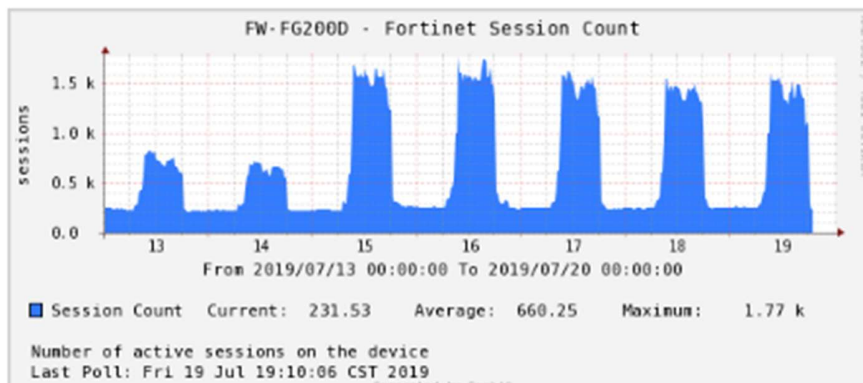 FW-FG200D - Fortinet Session Count
sessions
1.5 k
1.0 k
0.5 k
0.0
13 14 15 16 17 18 19
From 2019/07/13 00:00:00 To 2019/07/20 00:00:00
Session Count Current: 231.53 Average: 660.25 Maximum: 1.77 k
Number of active sessions on the device
Last Poll: Fri 19 Jul 19:10:06 CST 2019